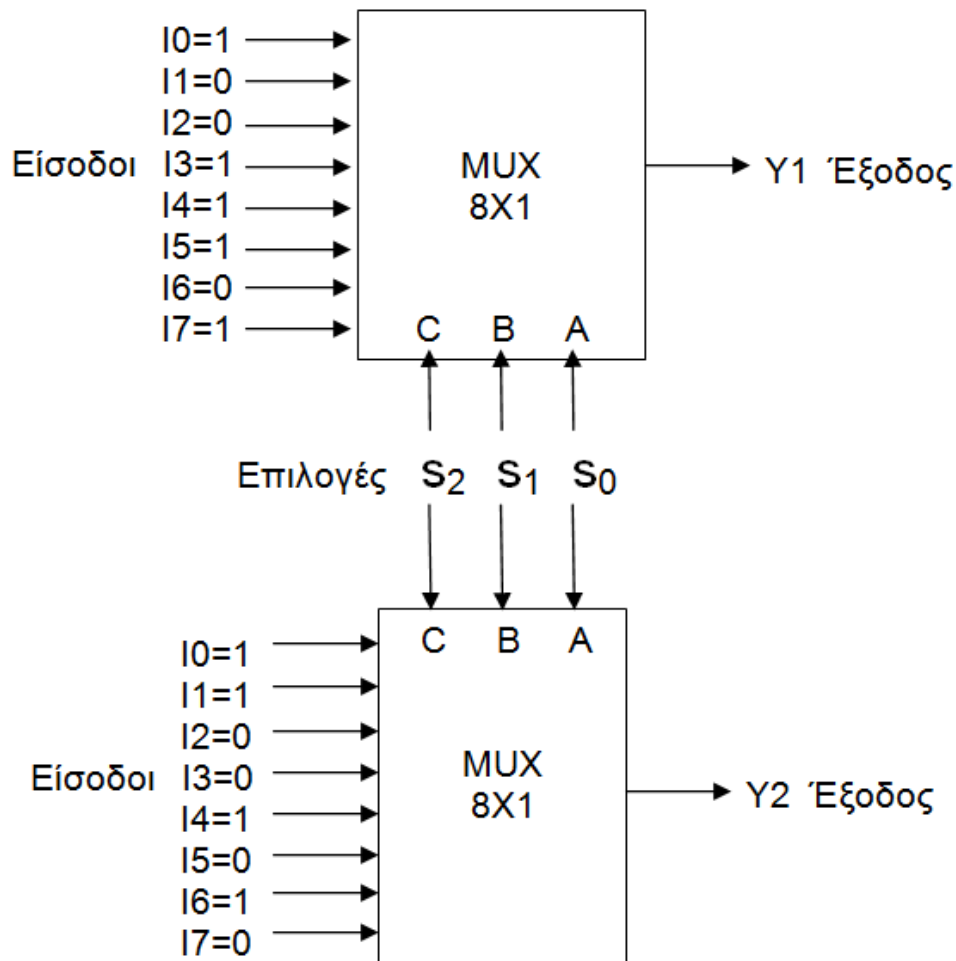 I0=1
I1=0
I2=0
Είσοδοι I3=1
I4=1
I5=1
I6=0
I7=1
MUX
8X1
C B A
Y1 Έξοδος
Επιλογές S2 S1 S0
C B A
I0=1
I1=1
I2=0
Είσοδοι I3=0
I4=1
I5=0
I6=1
I7=0
MUX
8X1
Y2 Έξοδος